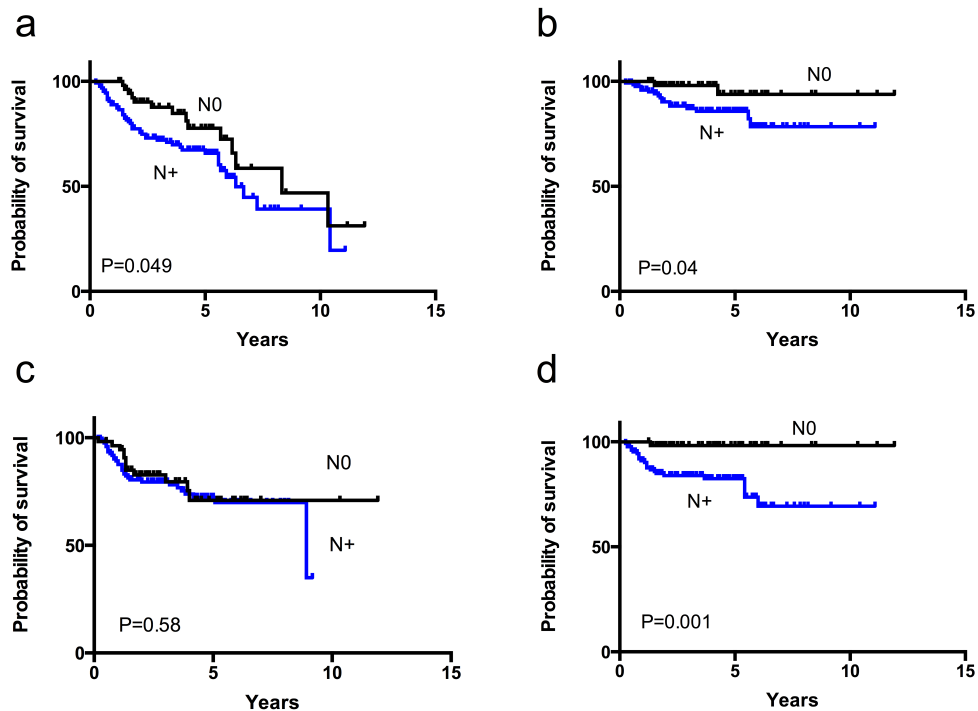 a
Probability of survival
100
50
0
N0
N+
P=0.049
0 5 10 15
Years
b
Probability of survival
100
50
0
N0
N+
P=0.04
0 5 10 15
Years
c
Probability of survival
100
50
0
N0
N+
P=0.58
0 5 10 15
Years
d
Probability of survival
100
50
0
N0
N+
P=0.001
0 5 10 15
Years